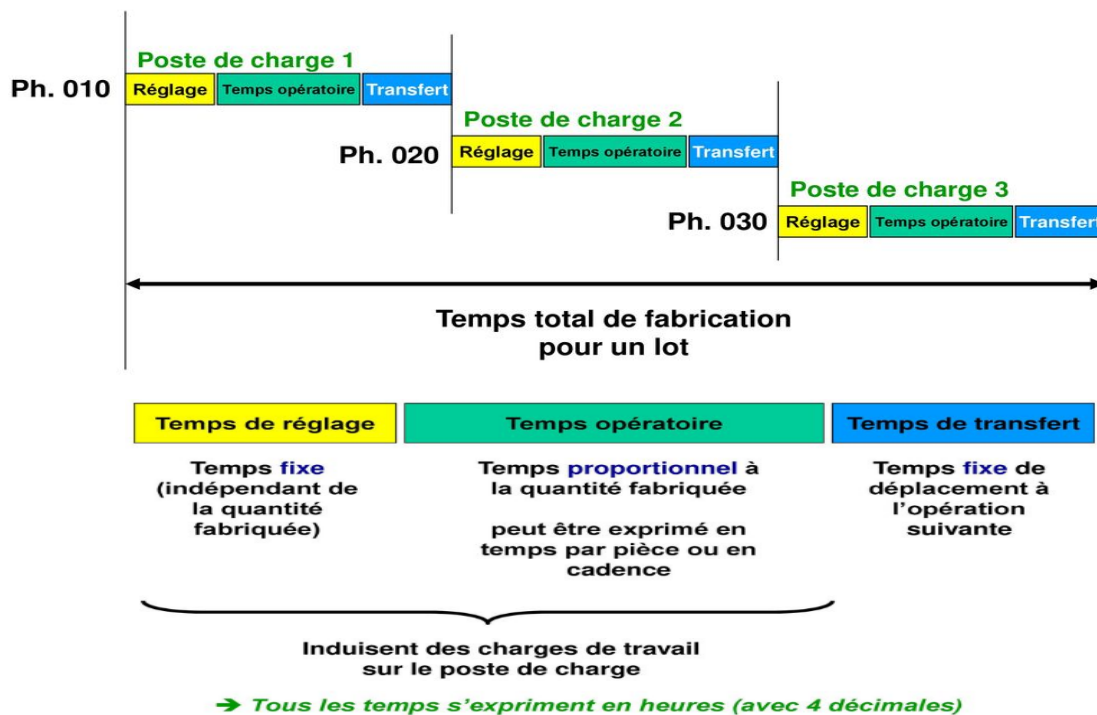 Poste de charge 1
Ph. 010
Réglage Temps opératoire Transfert
Poste de charge 2
Ph. 020
Réglage Temps opératoire Transfert
Poste de charge 3
Ph. 030
Réglage Temps opératoire Transfert
Temps total de fabrication
pour un lot
Temps de réglage
Temps fixe
(indépendant de
la quantité
fabriquée)
Temps opératoire
Temps proportionnel à
la quantité fabriquée
peut être exprimé en
temps par pièce ou en
cadence
Temps de transfert
Temps fixe de
déplacement à
l’opération
suivante
Induisent des charges de travail
sur le poste de charge
➔ Tous les temps s’expriment en heures (avec 4 décimales)